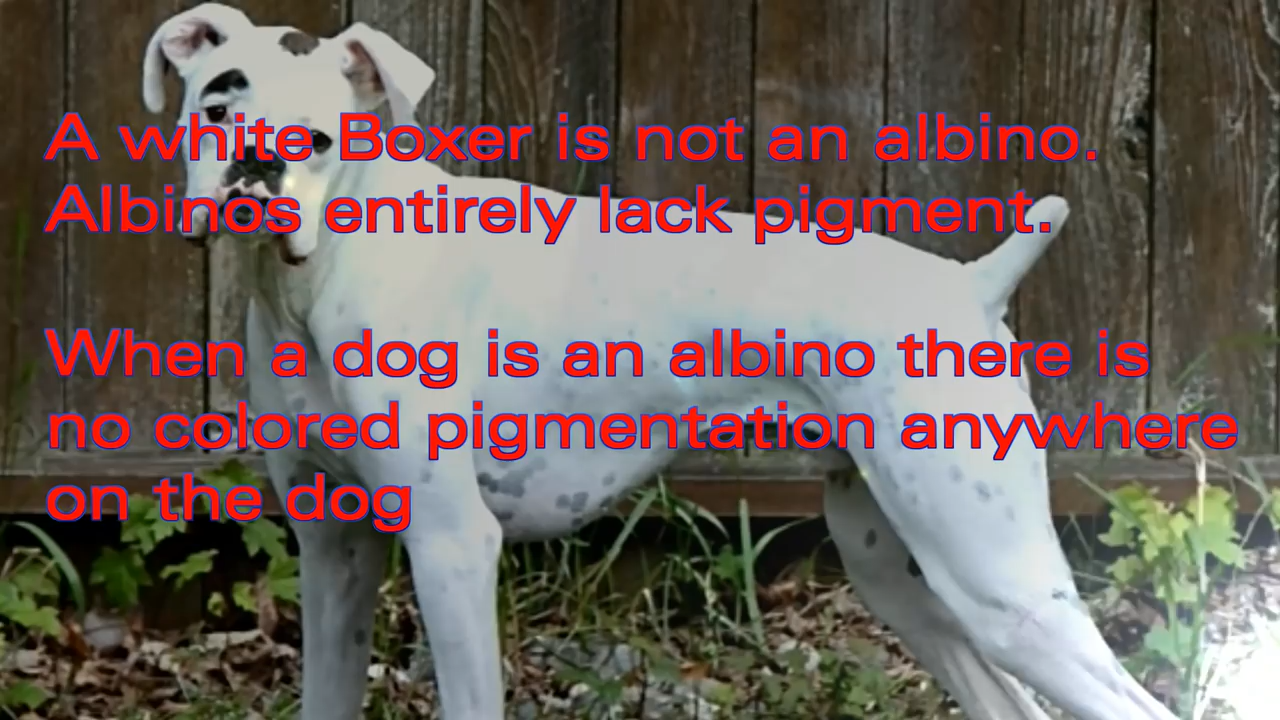 A white Boxer is not an albino.
Albinos entirely lack pigment.
When a dog is an albino there is
no colored pigmentation anywhere
on the dog